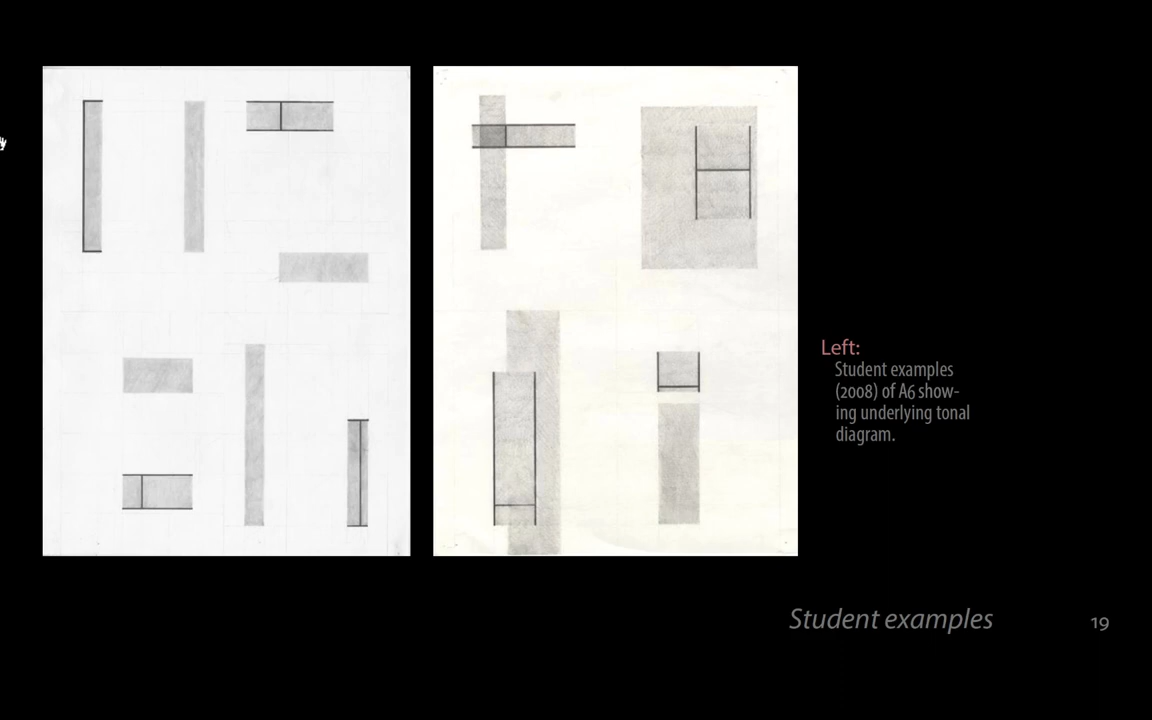 Left:
Student examples
(2008) of A6 show-
ing underlying tonal
diagram.
Student examples
19